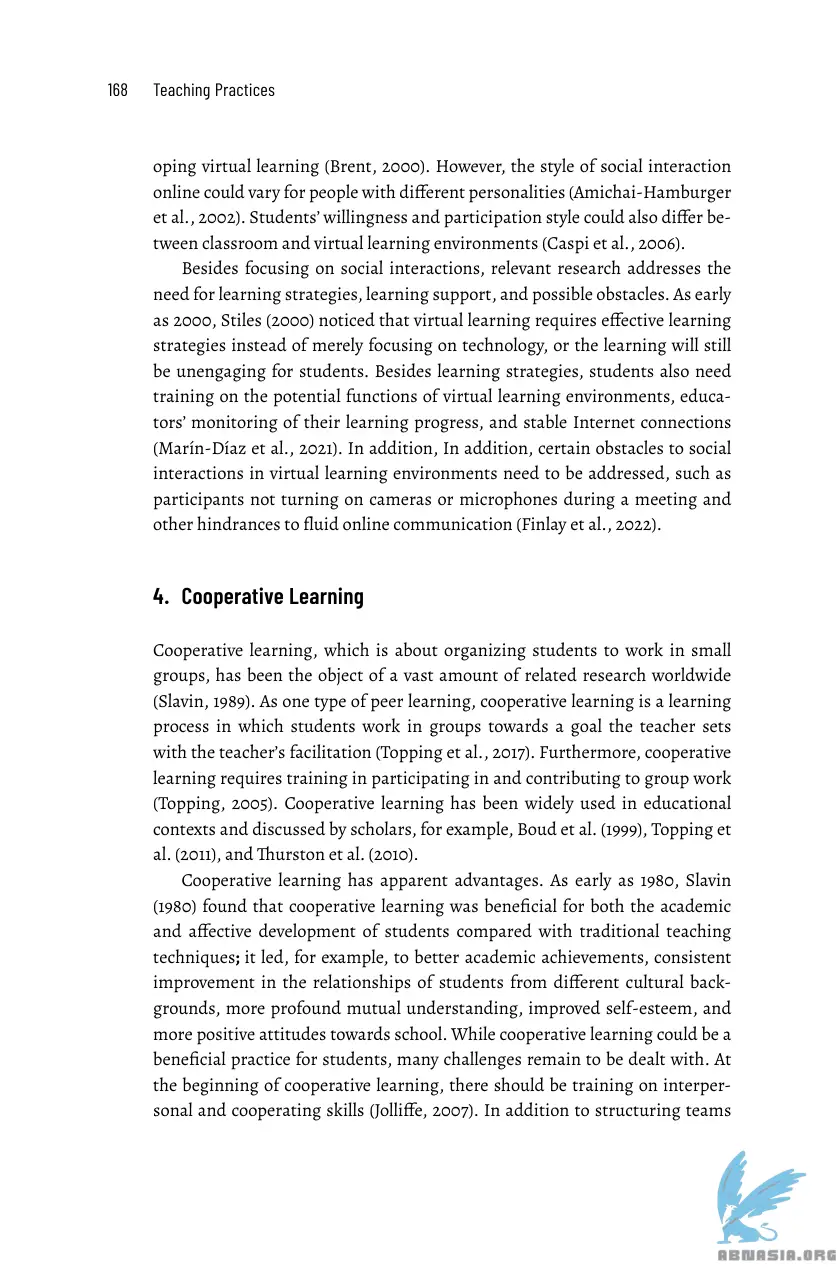 168 Teaching Practices
oping virtual learning (Brent, 2000). However, the style of social interaction
online could vary for people with different personalities (Amichai-Hamburger
et al., 2002). Students’ willingness and participation style could also differ be-
tween classroom and virtual learning environments (Caspi et al., 2006).
Besides focusing on social interactions, relevant research addresses the
need for learning strategies, learning support, and possible obstacles. As early
as 2000, Stiles (2000) noticed that virtual learning requires effective learning
strategies instead of merely focusing on technology, or the learning will still
be unengaging for students. Besides learning strategies, students also need
training on the potential functions of virtual learning environments, educa-
tors’ monitoring of their learning progress, and stable Internet connections
(Marín-Díaz et al., 2021). In addition, In addition, certain obstacles to social
interactions in virtual learning environments need to be addressed, such as
participants not turning on cameras or microphones during a meeting and
other hindrances to fluid online communication (Finlay et al., 2022).
4. Cooperative Learning
Cooperative learning, which is about organizing students to work in small
groups, has been the object of a vast amount of related research worldwide
(Slavin, 1989). As one type of peer learning, cooperative learning is a learning
process in which students work in groups towards a goal the teacher sets
with the teacher’s facilitation (Topping et al., 2017). Furthermore, cooperative
learning requires training in participating in and contributing to group work
(Topping, 2005). Cooperative learning has been widely used in educational
contexts and discussed by scholars, for example, Boud et al. (1999), Topping et
al. (2011), and Thurston et al. (2010).
Cooperative learning has apparent advantages. As early as 1980, Slavin
(1980) found that cooperative learning was beneficial for both the academic
and affective development of students compared with traditional teaching
techniques; it led, for example, to better academic achievements, consistent
improvement in the relationships of students from different cultural back-
grounds, more profound mutual understanding, improved self-esteem, and
more positive attitudes towards school. While cooperative learning could be a
beneficial practice for students, many challenges remain to be dealt with. At
the beginning of cooperative learning, there should be training on interper-
sonal and cooperating skills (Jolliffe, 2007). In addition to structuring teams
ABNASIA.ORG